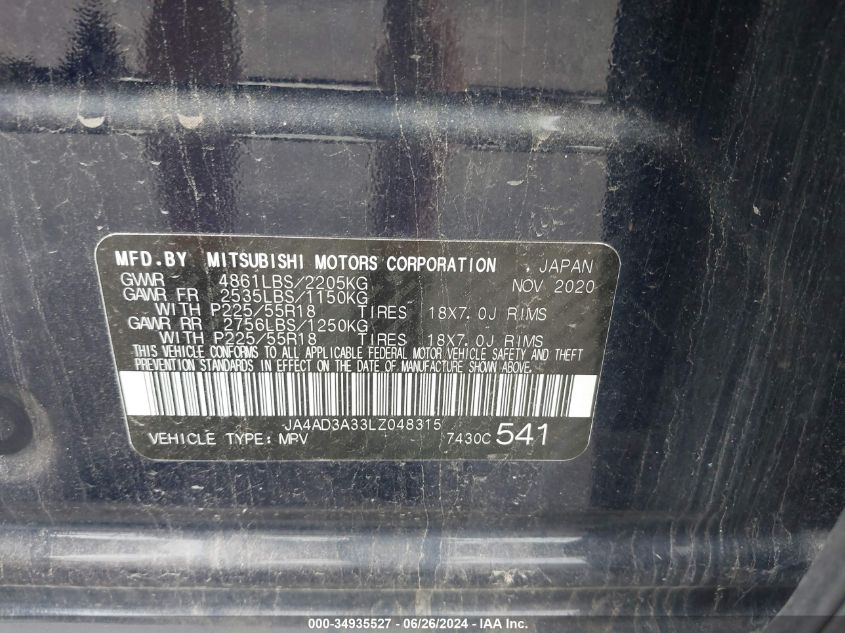 MFD.BY MITSUBISHI MOTORS CORPORATION JAPAN
GVWR 4861LBS/2205KG NOV 2020
GAWR FR 2535LBS/1150KG
WITH P225/55R18 TIRES 18X7.0J RIMS
GAWR RR 2756LBS/1250KG
WITH P225/55R18 TIRES 18X7.0J RIMS
THIS VEHICLE CONFORMS TO ALL APPLICABLE FEDERAL MOTOR VEHICLE SAFETY AND THEFT
PREVENTION STANDARDS IN EFFECT ON THE DATE OF MANUFACTURE SHOWN ABOVE.
JA4AD3A33LZ048315
VEHICLE TYPE: MPV 7430C 541
000-34935527 - 06/26/2024 - IAA Inc.